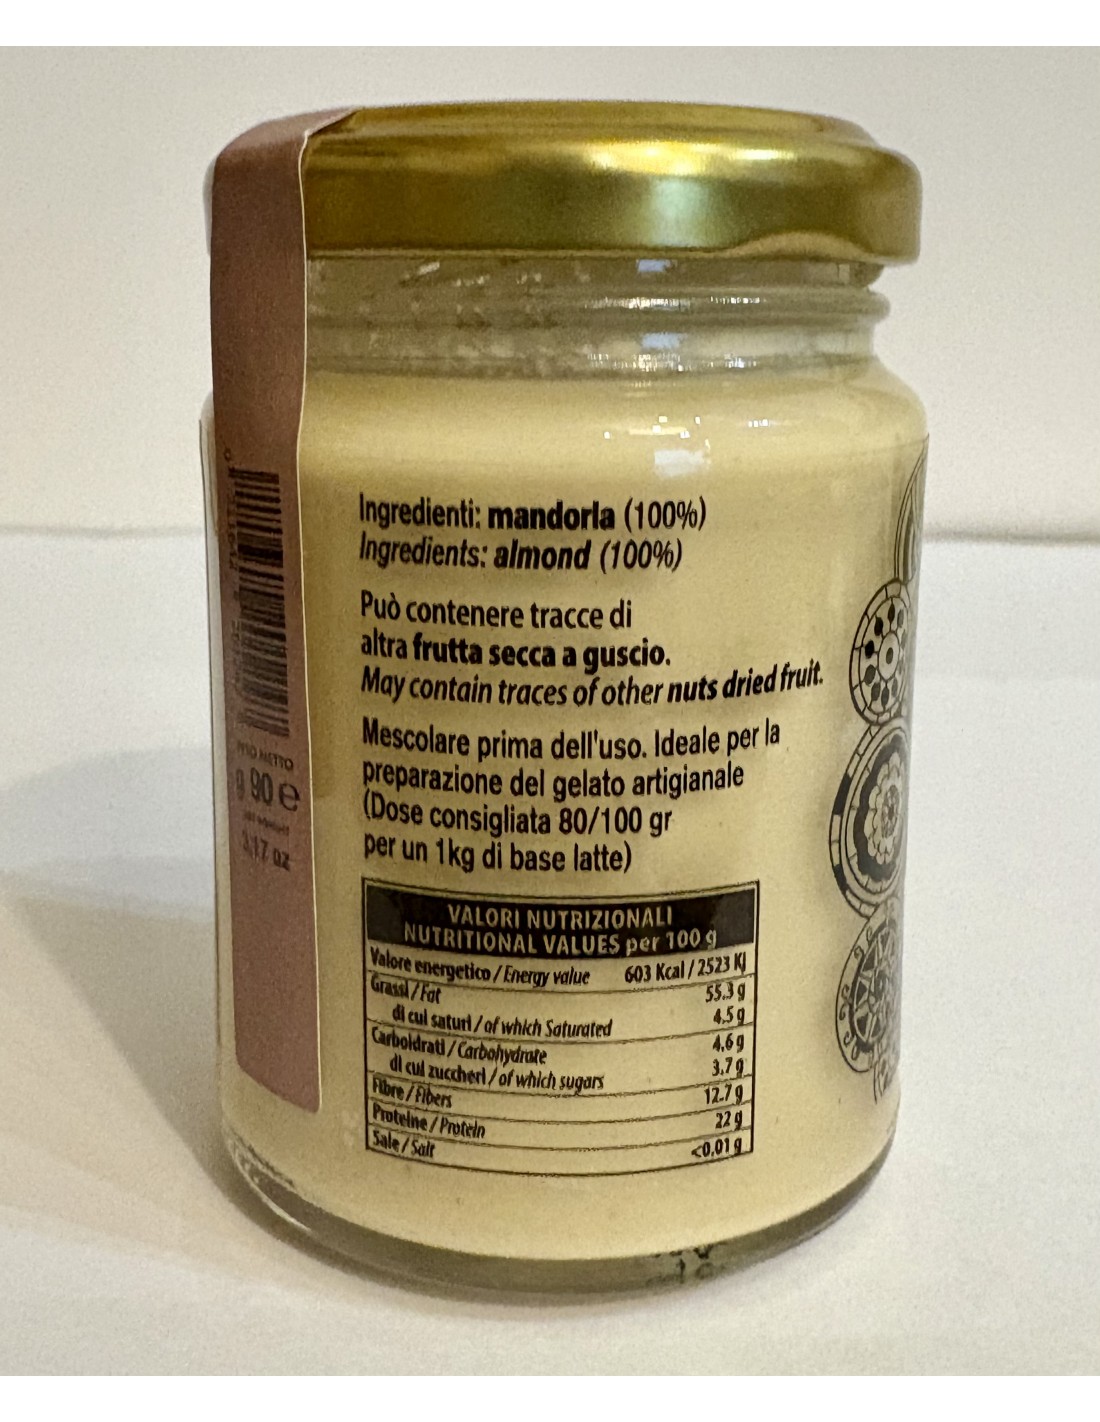 Ingredienti: mandorla (100%)
Ingredients: almond (100%)
Può contenere tracce di
altra frutta secca a guscio.
May contain traces of other nuts dried fruit.
Mescolare prima dell'uso. Ideale per la
preparazione del gelato artigianale
(Dose consigliata 80/100 gr
per un 1kg di base latte)
VALORI NUTRIZIONALI
NUTRITIONAL VALUES per 100 g
Valore energetico / Energy value 603 Kcal / 2523 Kj
Grassi / Fat 55.3 g
di cui saturi / of which Saturated 4.5 g
Carboidrati / Carbohydrate 4,6 g
di cui zuccheri / of which sugars 3.7 g
Fibre / Fibers 12.7 g
Proteine / Protein 22 g
Sale / Salt <0,01 g
PESO NETTO
g 90 e
3,17 oz